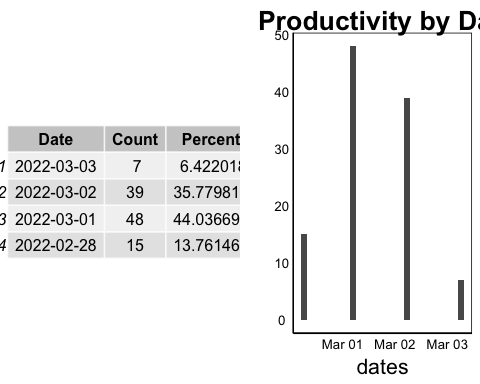 Date Count Percent
1 2022-03-03 7 6.422018
2 2022-03-02 39 35.77981
3 2022-03-01 48 44.03669
4 2022-02-28 15 13.76146
Productivity by Da
50
40
30
20
10
0
Mar 01 Mar 02 Mar 03
dates